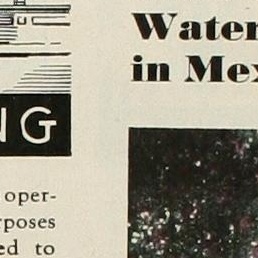 Water
in Mex
NG
oper-
rposes
ed to